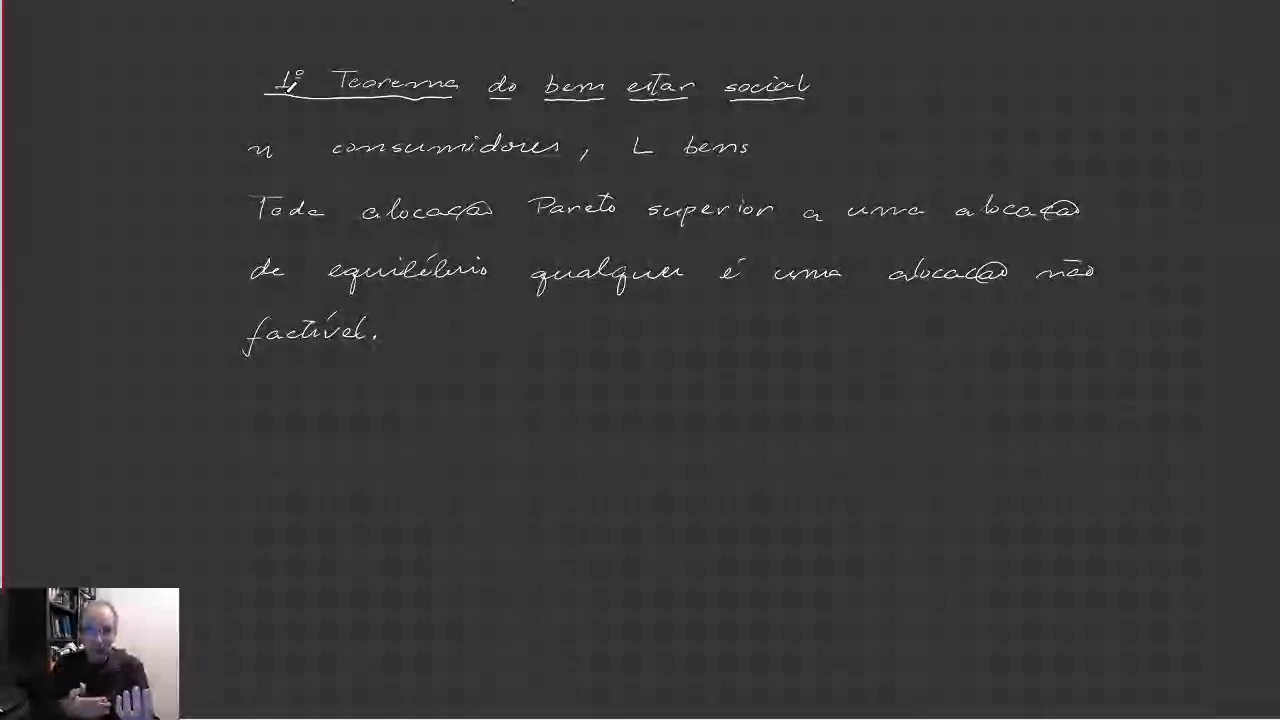 1º Teorema do bem estar social
n consumidores, L bens
Toda alocação Pareto superior a uma alocação
de equilíbrio qualquer é uma alocação não
factível.